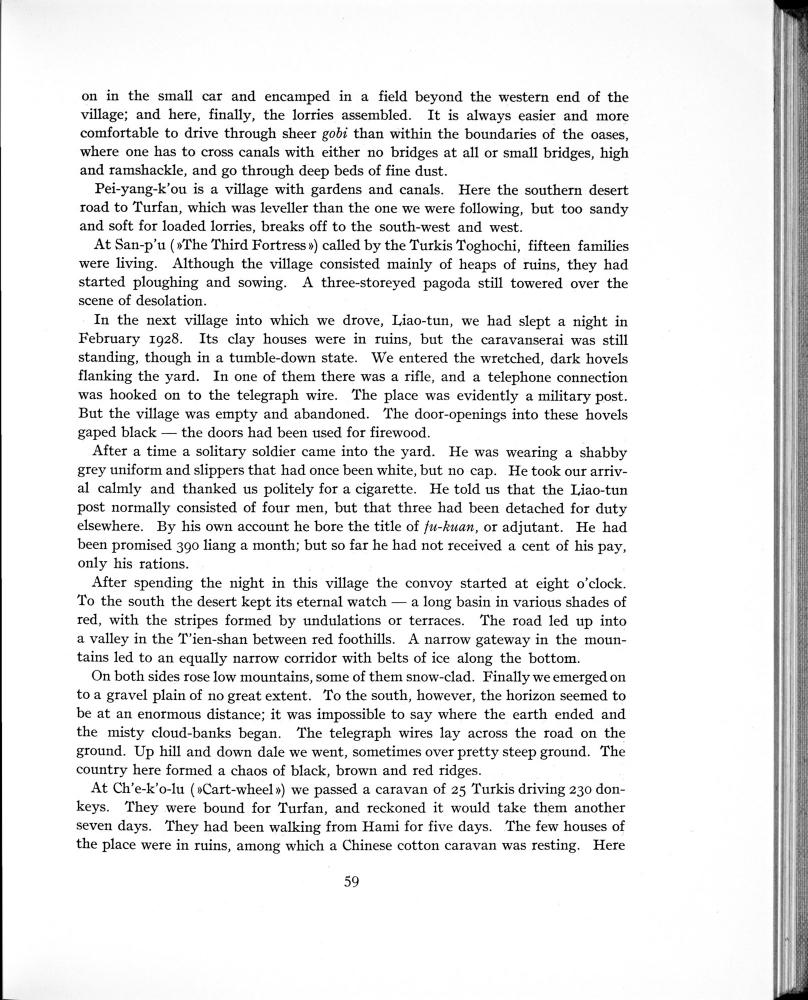 on in the small car and encamped in a field beyond the western end of the
village; and here, finally, the lorries assembled. It is always easier and more
comfortable to drive through sheer gobi than within the boundaries of the oases,
where one has to cross canals with either no bridges at all or small bridges, high
and ramshackle, and go through deep beds of fine dust.
Pei-yang-k'ou is a village with gardens and canals. Here the southern desert
road to Turfan, which was leveller than the one we were following, but too sandy
and soft for loaded lorries, breaks off to the south-west and west.
At San-p'u (»The Third Fortress») called by the Turkis Toghochi, fifteen families
were living. Although the village consisted mainly of heaps of ruins, they had
started ploughing and sowing. A three-storeyed pagoda still towered over the
scene of desolation.
In the next village into which we drove, Liao-tun, we had slept a night in
February 1928. Its clay houses were in ruins, but the caravanserai was still
standing, though in a tumble-down state. We entered the wretched, dark hovels
flanking the yard. In one of them there was a rifle, and a telephone connection
was hooked on to the telegraph wire. The place was evidently a military post.
But the village was empty and abandoned. The door-openings into these hovels
gaped black — the doors had been used for firewood.
After a time a solitary soldier came into the yard. He was wearing a shabby
grey uniform and slippers that had once been white, but no cap. He took our arriv-
al calmly and thanked us politely for a cigarette. He told us that the Liao-tun
post normally consisted of four men, but that three had been detached for duty
elsewhere. By his own account he bore the title of fu-kuan, or adjutant. He had
been promised 390 liang a month; but so far he had not received a cent of his pay,
only his rations.
After spending the night in this village the convoy started at eight o'clock.
To the south the desert kept its eternal watch — a long basin in various shades of
red, with the stripes formed by undulations or terraces. The road led up into
a valley in the T'ien-shan between red foothills. A narrow gateway in the moun-
tains led to an equally narrow corridor with belts of ice along the bottom.
On both sides rose low mountains, some of them snow-clad. Finally we emerged on
to a gravel plain of no great extent. To the south, however, the horizon seemed to
be at an enormous distance; it was impossible to say where the earth ended and
the misty cloud-banks began. The telegraph wires lay across the road on the
ground. Up hill and down dale we went, sometimes over pretty steep ground. The
country here formed a chaos of black, brown and red ridges.
At Ch'e-k'o-lu (»Cart-wheel») we passed a caravan of 25 Turkis driving 230 don-
keys. They were bound for Turfan, and reckoned it would take them another
seven days. They had been walking from Hami for five days. The few houses of
the place were in ruins, among which a Chinese cotton caravan was resting. Here
59